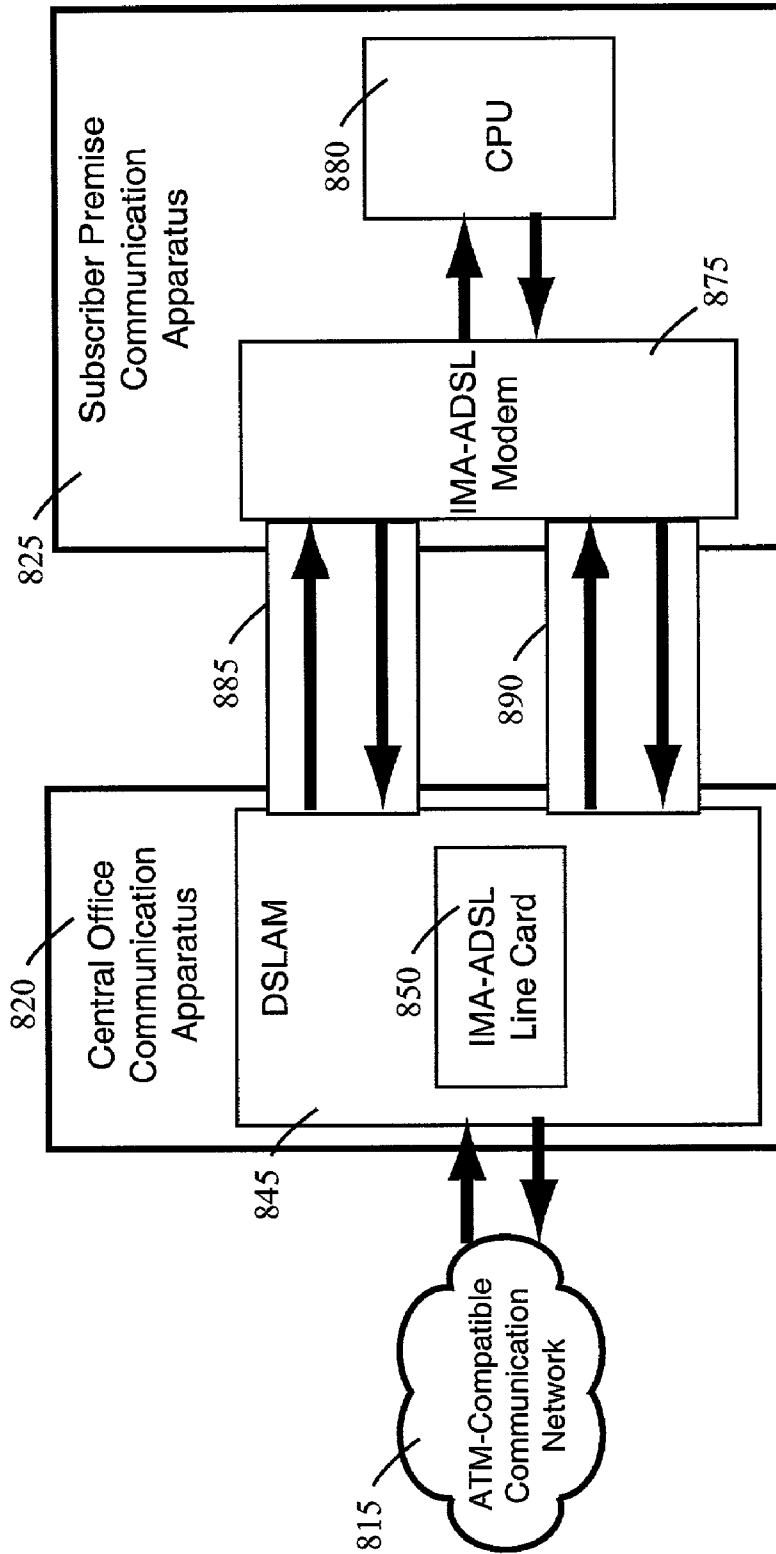 820
Central Office
Communication
Apparatus
845
DSLAM
850
IMA-ADSL
Line Card
815
ATM-Compatible
Communication
Network
885
890
825
Subscriber Premise
Communication
Apparatus
IMA-ADSL
Modem
875
880
CPU